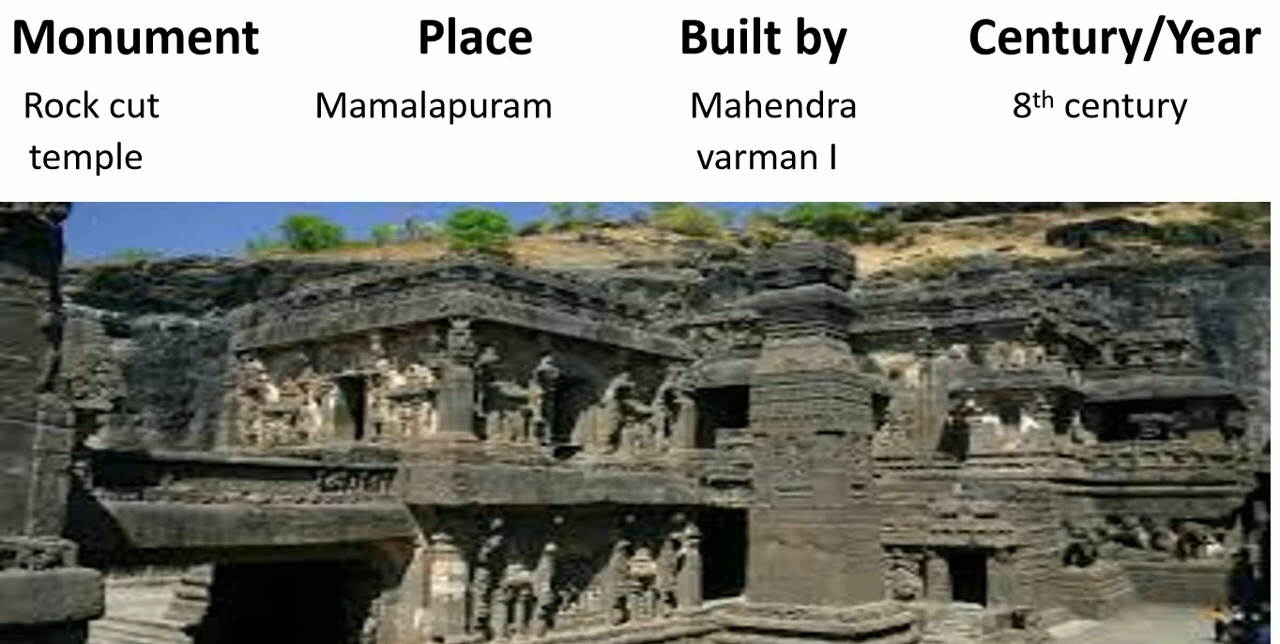 Monument Place Built by Century/Year
Rock cut Mamalapuram Mahendra 8th century
temple varman I